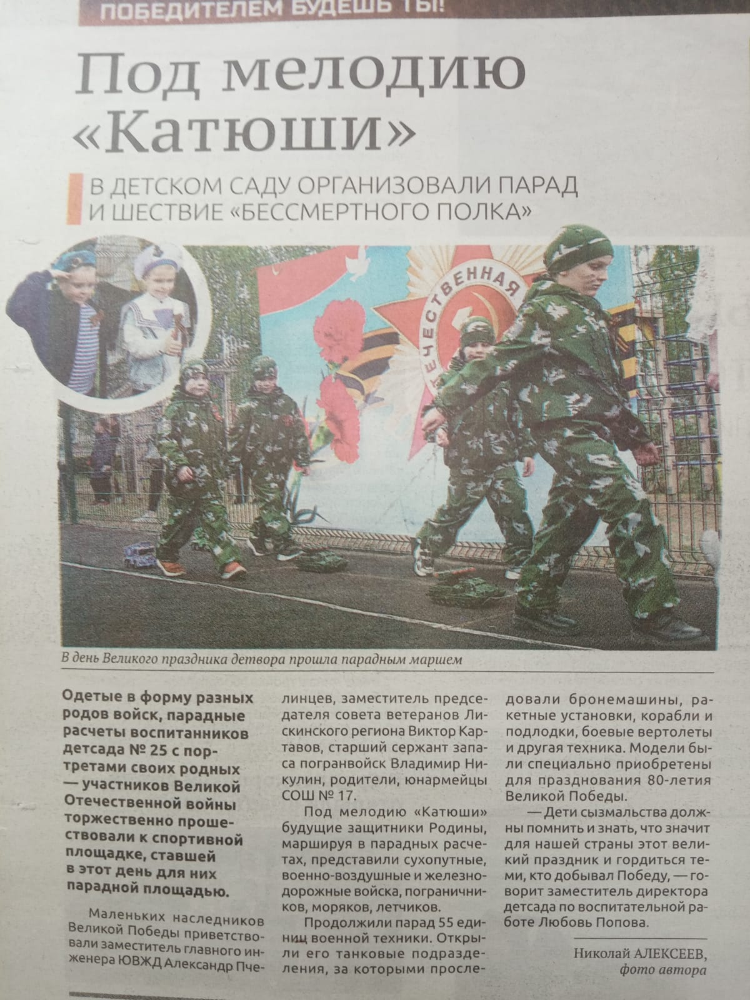 ПОБЕДИТЕЛЕМ БУДЕШЬ ТЫ!
Под мелодию
«Катюши»
В ДЕТСКОМ САДУ ОРГАНИЗОВАЛИ ПАРАД
И ШЕСТВИЕ «БЕССМЕРТНОГО ПОЛКА»
ТЕЧЕСТВЕННАЯ
В день Великого праздника детвора прошла парадным маршем
Одетые в форму разных
родов войск, парадные
расчеты воспитанников
детсада № 25 с пор-
третами своих родных
— участников Великой
Отечественной войны
торжественно проше-
ствовали к спортивной
площадке, ставшей
в этот день для них
парадной площадью.
Маленьких наследников
Великой Победы приветство-
вали заместитель главного ин-
женера ЮВЖД Александр Пче-
линцев, заместитель предсе-
дателя совета ветеранов Ли-
скинского региона Виктор Кар-
тавов, старший сержант запа-
са погранвойск Владимир Ни-
кулин, родители, юнармейцы
СОШ № 17.
Под мелодию «Катюши»
будущие защитники Родины,
маршируя в парадных расче-
тах, представили сухопутные,
военно-воздушные и железно-
дорожные войска, пограничн­и-
ков, моряков, летчиков.
Продолжили парад 55 еди-
ниц военной техники. Откры-
ли его танковые подразде-
ления, за которыми просле-
довали бронемашины, ра-
кетные установки, корабли и
подлодки, боевые вертолеты
и другая техника. Модели бы-
ли специально приобретены
для празднования 80-летия
Великой Победы.
— Дети сызмальства долж-
ны помнить и знать, что значит
для нашей страны этот вели-
кий праздник и гордиться те-
ми, кто добывал Победу, — го-
ворит заместитель директора
детсада по воспитательной ра-
боте Любовь Попова.
Николай АЛЕКСЕЕВ,
фото автора